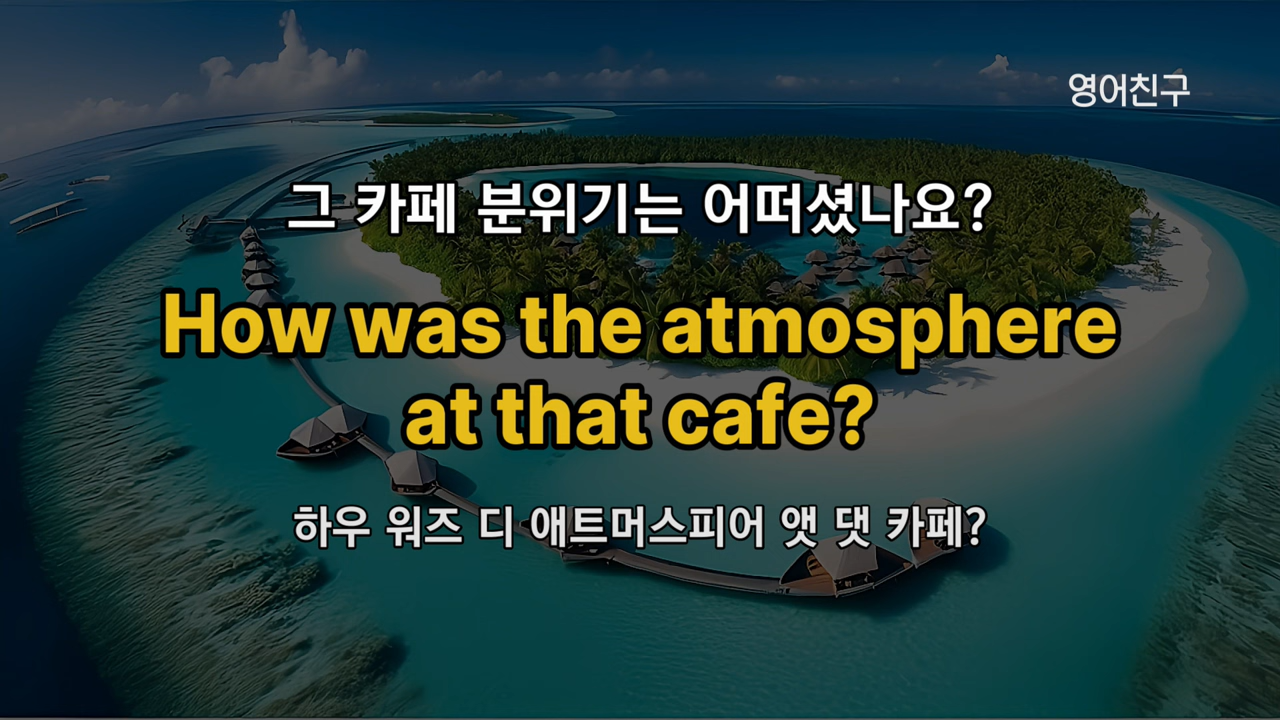 영어친구
그 카페 분위기는 어떠셨나요?
How was the atmosphere
at that cafe?
하우 워즈 디 애트머스피어 앳 댓 카페?